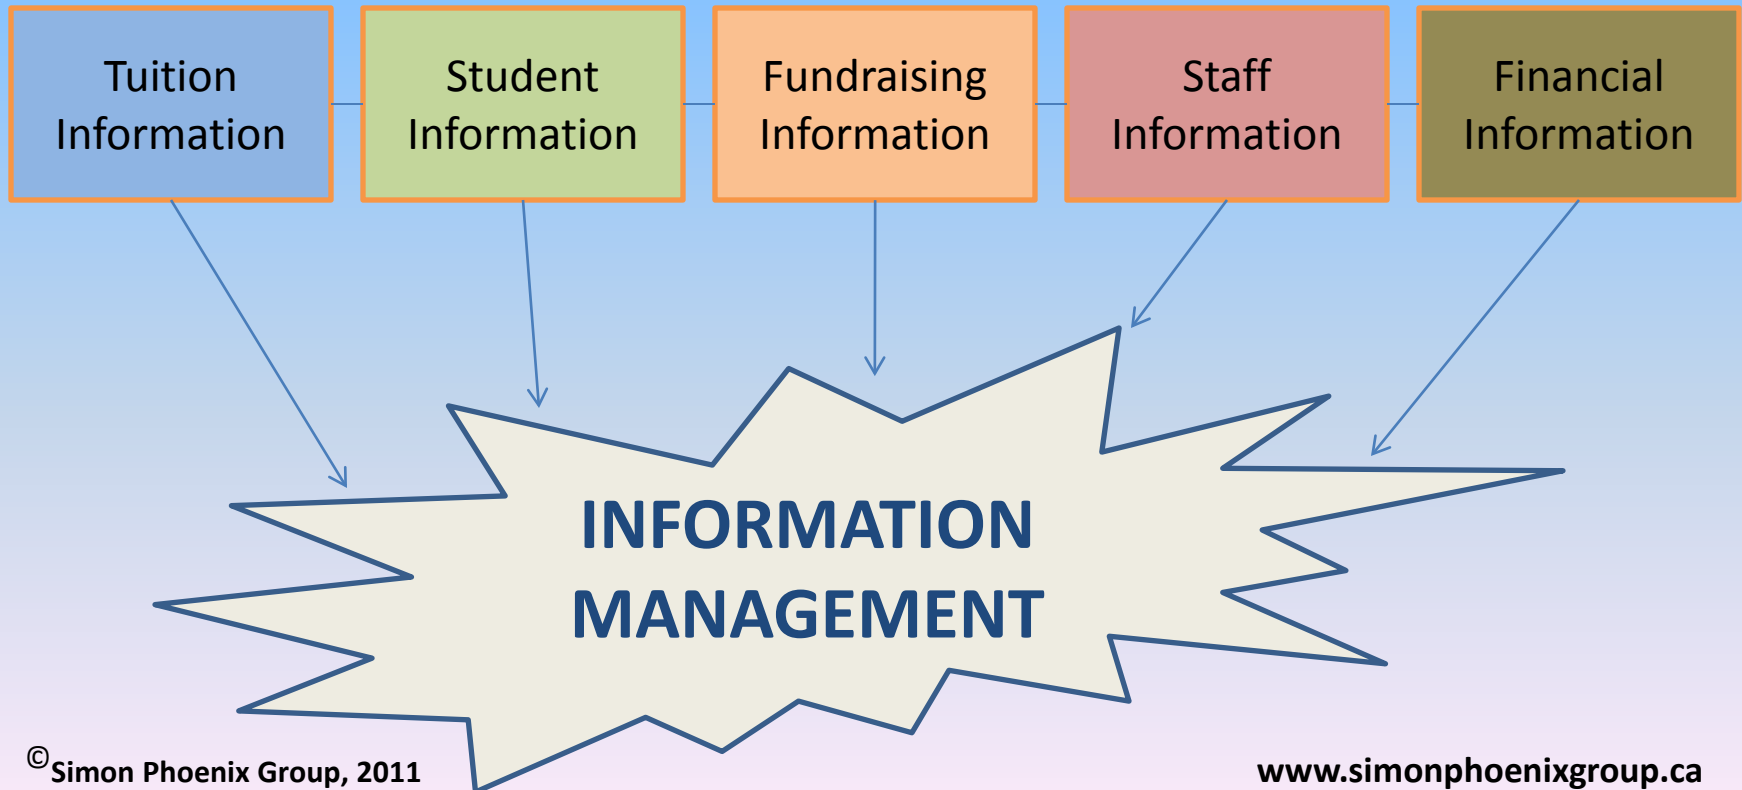 Tuition
Information
Student
Information
Fundraising
Information
Staff
Information
Financial
Information
INFORMATION
MANAGEMENT
©Simon Phoenix Group, 2011
www.simonphoenixgroup.ca